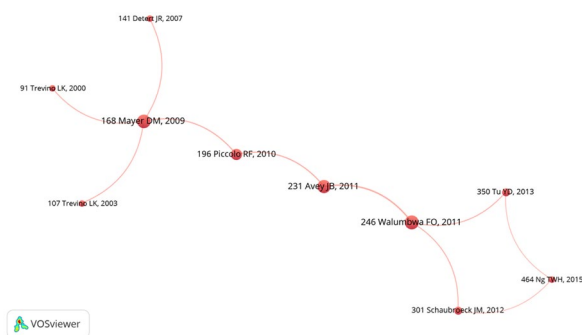 141 Detert JR, 2007
91 Trevino LK, 2000
168 Mayer DM, 2009
196 Piccolo RF, 2010
231 Avey JB, 2011
350 Tu YD, 2013
107 Trevino LK, 2003
246 Walumbwa FO, 2011
464 Ng TWH, 2015
301 Schaubroeck JM, 2012
VOSviewer